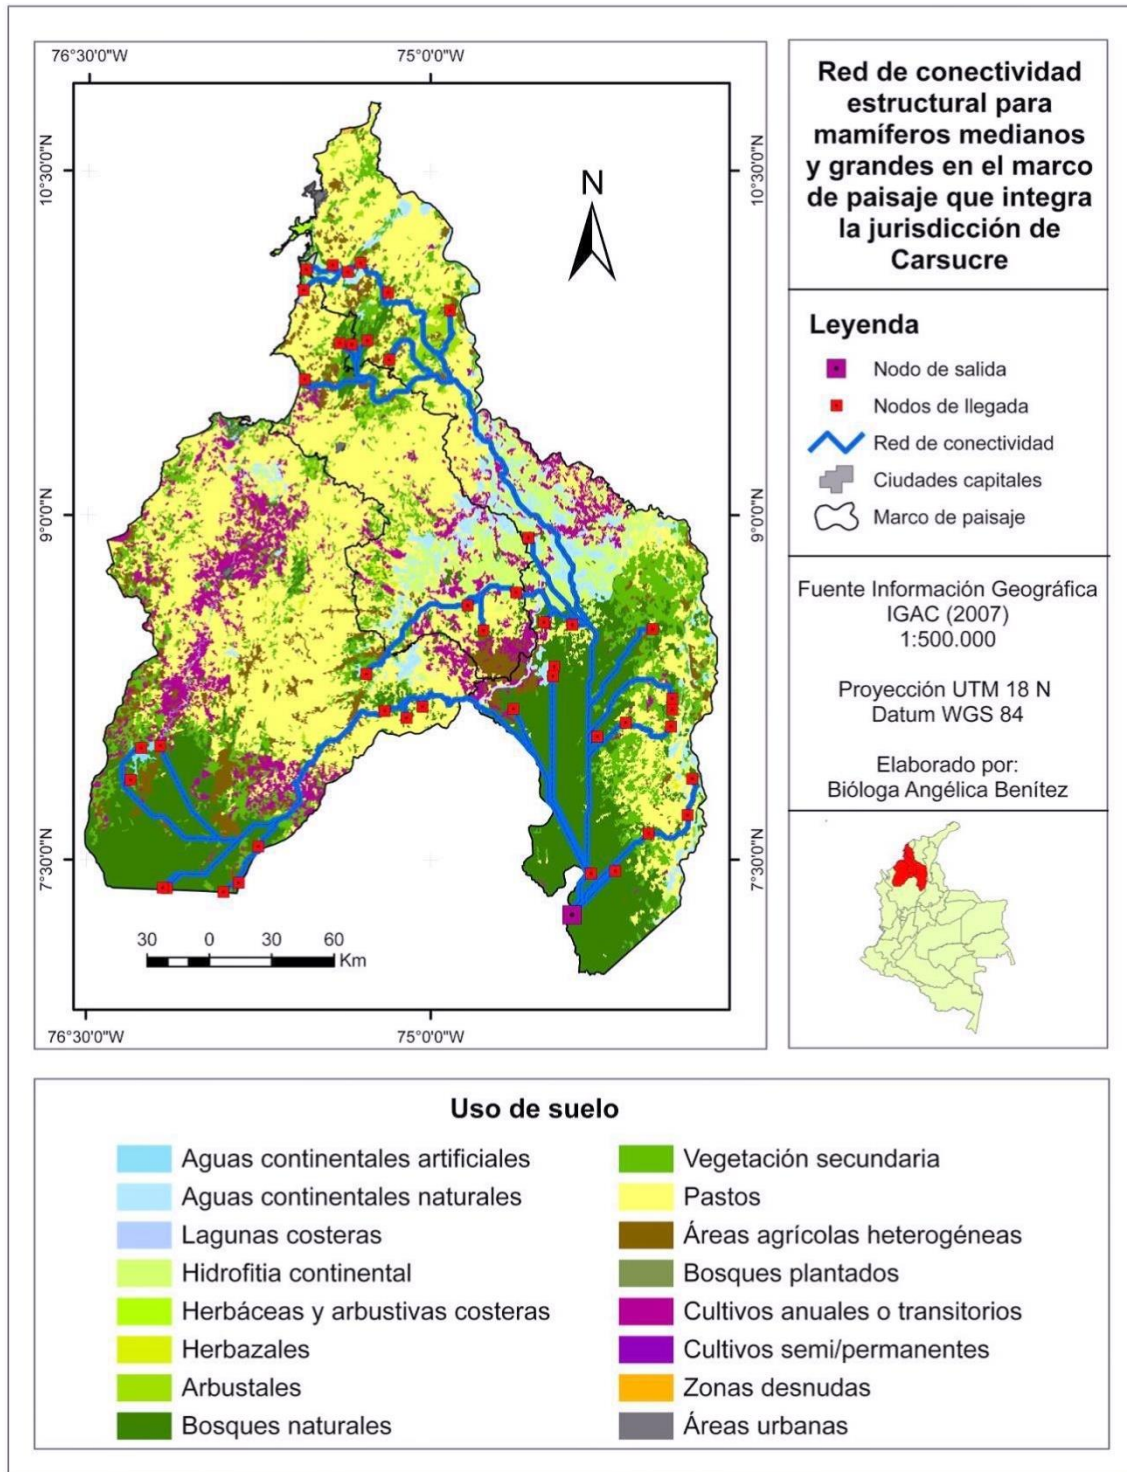 76°30'0"W
75°0'0"W
10°30'0"N
10°30'0"N
N
9°0'0"N
9°0'0"N
7°30'0"N
7°30'0"N
30 0 30 60
Km
76°30'0"W
75°0'0"W
Red de conectividad
estructural para
mamíferos medianos
y grandes en el marco
de paisaje que integra
la jurisdicción de
Carsucre
Leyenda
Nodo de salida
Nodos de llegada
Red de conectividad
Ciudades capitales
Marco de paisaje
Fuente Información Geográfica
IGAC (2007)
1:500.000
Proyección UTM 18 N
Datum WGS 84
Elaborado por:
Bióloga Angélica Benítez
Uso de suelo
Aguas continentales artificiales
Aguas continentales naturales
Lagunas costeras
Hidrofitia continental
Herbáceas y arbustivas costeras
Herbazales
Arbustales
Bosques naturales
Vegetación secundaria
Pastos
Áreas agrícolas heterogéneas
Bosques plantados
Cultivos anuales o transitorios
Cultivos semi/permanentes
Zonas desnudas
Áreas urbanas